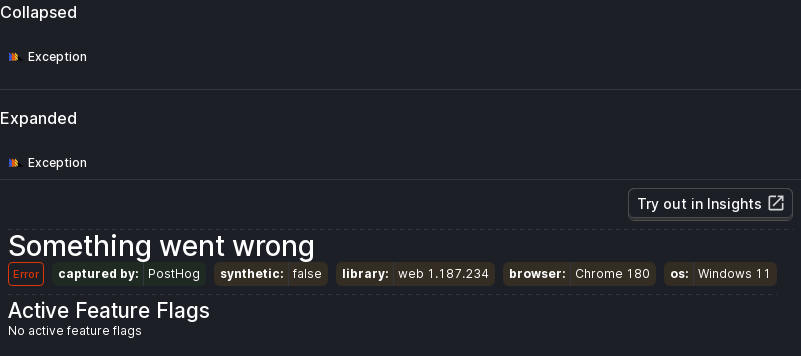 Collapsed
Exception
Expanded
Exception
Try out in Insights
Something went wrong
Error captured by: PostHog synthetic: false library: web 1.187.234 browser: Chrome 180 os: Windows 11
Active Feature Flags
No active feature flags